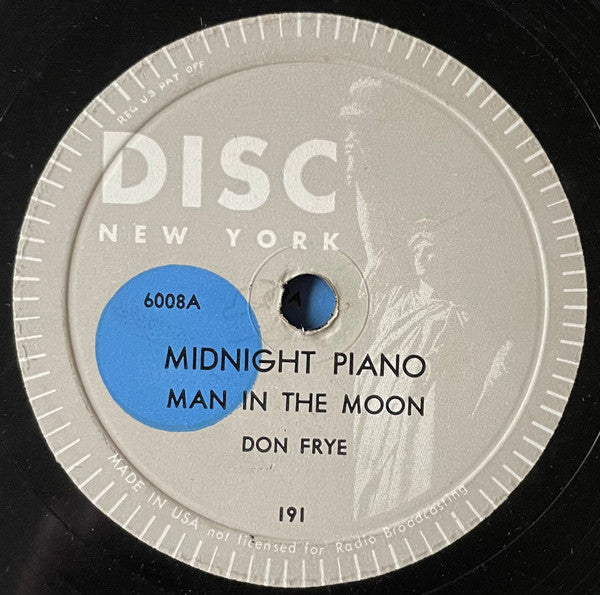 REG US PAT OFF
DISC
NEW YORK
6008A
MIDNIGHT PIANO
MAN IN THE MOON
DON FRYE
191
MADE IN USA not licensed for Radio Broadcasting